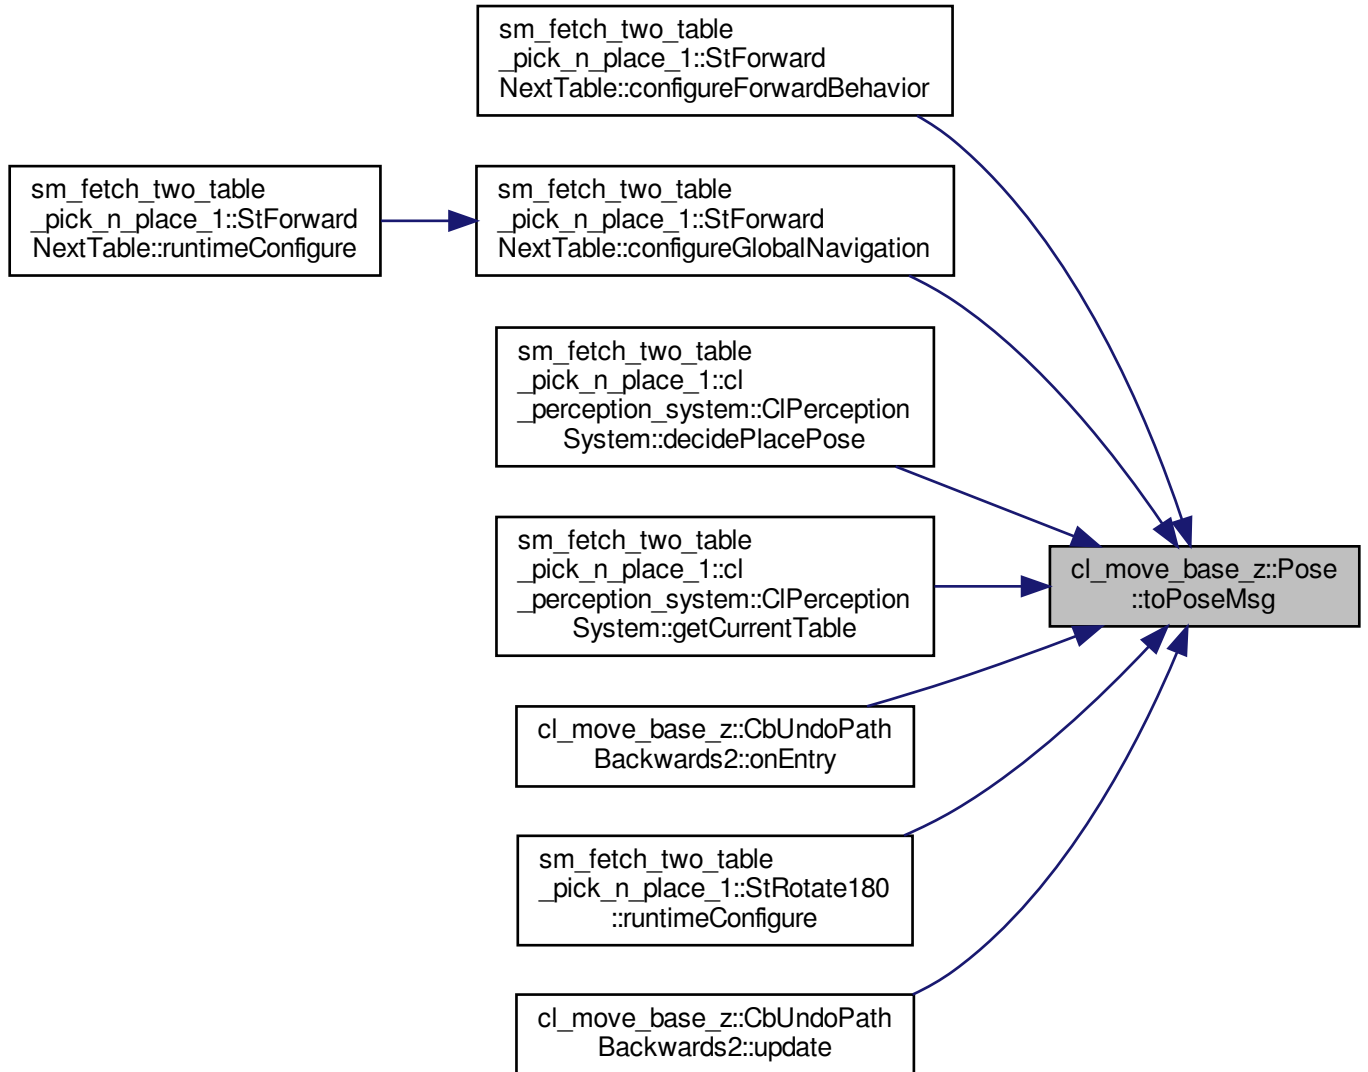 sm_fetch_two_table
_pick_n_place_1::StForward
NextTable::configureForwardBehavior
sm_fetch_two_table
_pick_n_place_1::StForward
NextTable::runtimeConfigure
sm_fetch_two_table
_pick_n_place_1::StForward
NextTable::configureGlobalNavigation
sm_fetch_two_table
_pick_n_place_1::cl
_perception_system::ClPerception
System::decidePlacePose
sm_fetch_two_table
_pick_n_place_1::cl
_perception_system::ClPerception
System::getCurrentTable
cl_move_base_z::Pose
::toPoseMsg
cl_move_base_z::CbUndoPath
Backwards2::onEntry
sm_fetch_two_table
_pick_n_place_1::StRotate180
::runtimeConfigure
cl_move_base_z::CbUndoPath
Backwards2::update